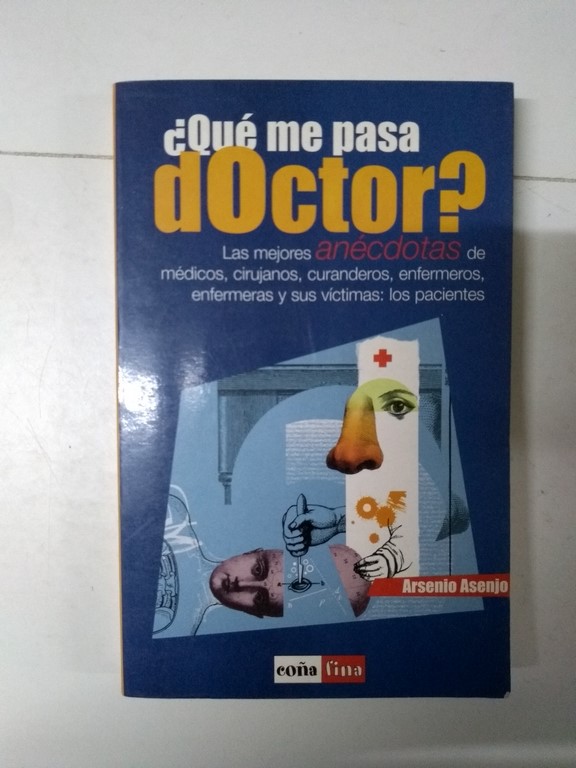 ¿Qué me pasa
dOctor?
Las mejores anécdotas de
médicos, cirujanos, curanderos, enfermeros,
enfermeras y sus víctimas: los pacientes
Arsenio Asenjo
coña fina